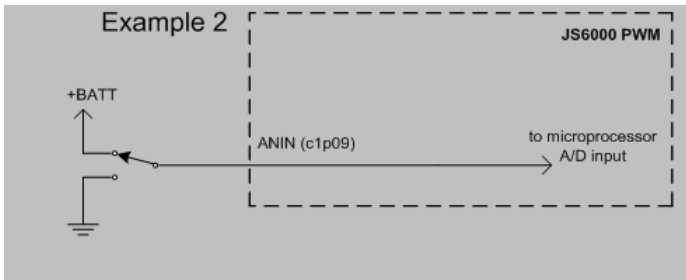 Example 2
JS6000 PWM
+BATT
ANIN (c1p09)
to microprocessor
A/D input